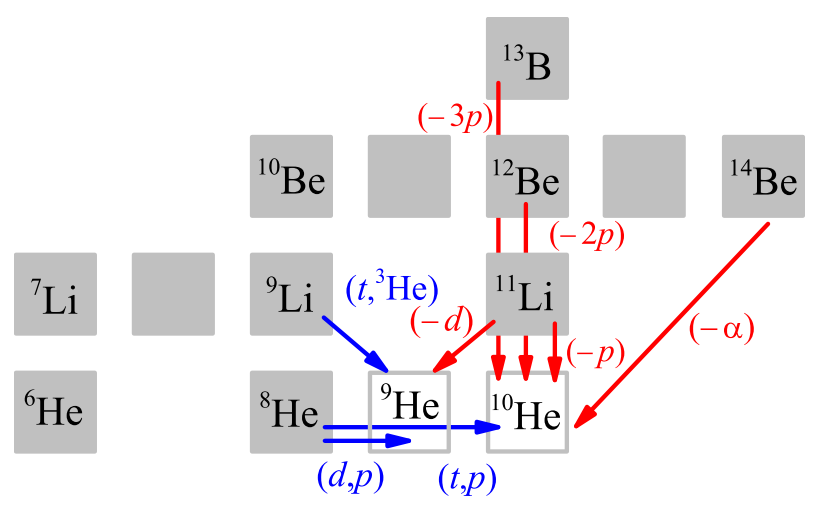 ¹³B
(−3p)
¹⁰Be
¹²Be
¹⁴Be
(−2p)
⁷Li
⁹Li
(t,³He)
(−d)
¹¹Li
(−α)
(−p)
⁶He
⁸He
⁹He
¹⁰He
(d,p)
(t,p)